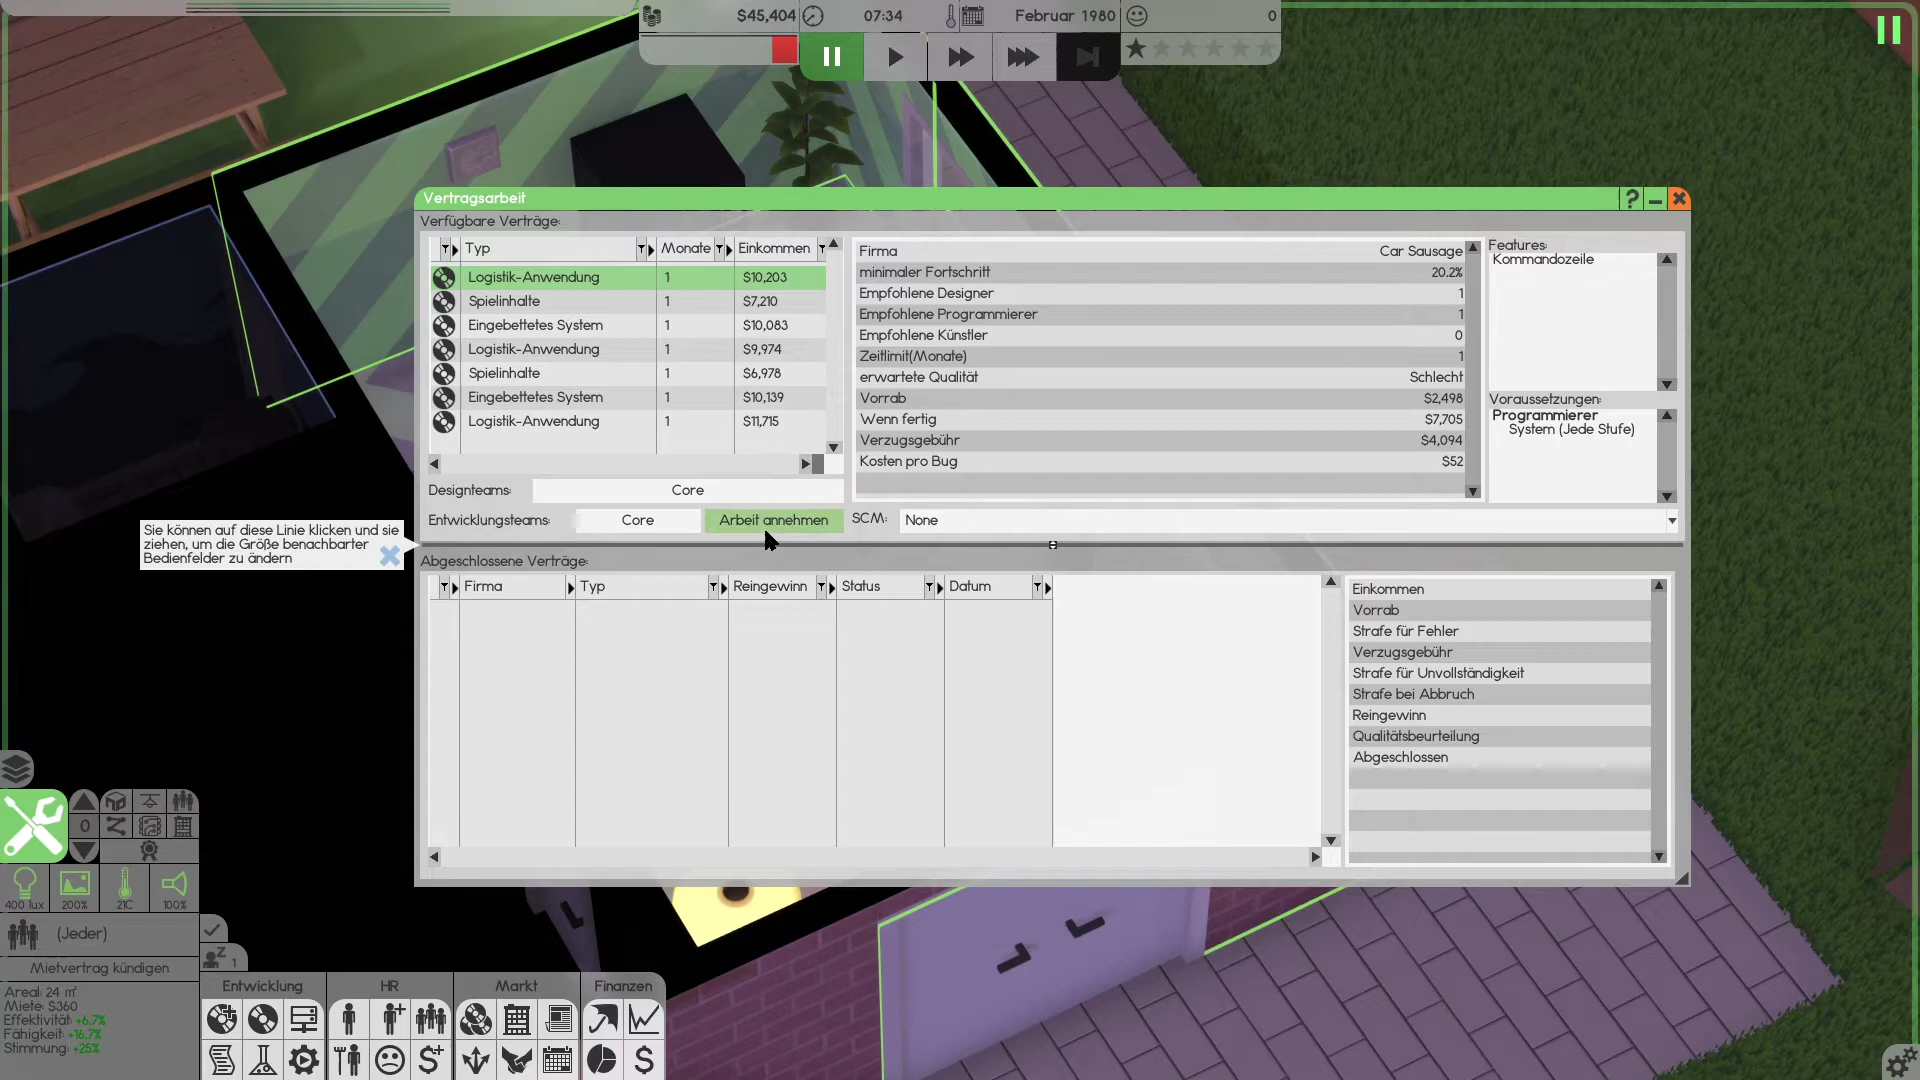 $45,404
07:34
Februar 1980
0
Vertragsarbeit
?
Verfügbare Verträge:
Typ Monate Einkommen
Logistik-Anwendung 1 $10,203
Spielinhalte 1 $7,210
Eingebettetes System 1 $10,083
Logistik-Anwendung 1 $9,974
Spielinhalte 1 $6,978
Eingebettetes System 1 $10,139
Logistik-Anwendung 1 $11,715
Firma Car Sausage
minimaler Fortschritt 20.2%
Empfohlene Designer 1
Empfohlene Programmierer 1
Empfohlene Künstler 0
Zeitlimit(Monate) 1
erwartete Qualität Schlecht
Vorrab $2,498
Wenn fertig $7,705
Verzugsgebühr $4,094
Kosten pro Bug $52
Features:
Kommandozeile
Voraussetzungen:
Programmierer
System (Jede Stufe)
Designteams: Core
Entwicklungsteams: Core Arbeit annehmen SCM: None
Sie können auf diese Linie klicken und sie
ziehen, um die Größe benachbarter
Bedienfelder zu ändern
Abgeschlossene Verträge:
Firma Typ Reingewinn Status Datum
Einkommen
Vorrab
Strafe für Fehler
Verzugsgebühr
Strafe für Unvollständigkeit
Strafe bei Abbruch
Reingewinn
Qualitätsbeurteilung
Abgeschlossen
0
400 lux 200% 21C 100%
(Jeder)
1
Mietvertrag kündigen
Areal: 24 m²
Miete: $360
Effektivität: +6.7%
Fähigkeit: +16.7%
Stimmung: +25%
Entwicklung HR Markt Finanzen